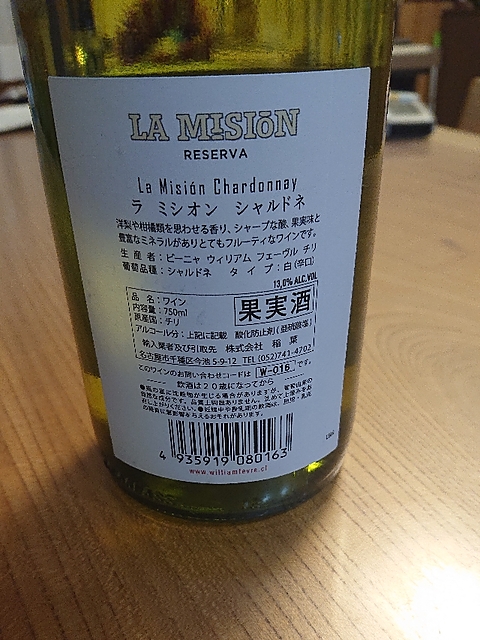 LA MISIÓN
RESERVA
La Misión Chardonnay
ラ ミシオン シャルドネ
洋梨や柑橘類を思わせる香り、シャープな酸、果実味と
豊富なミネラルがありとてもフルーティなワインです。
生産者：ビーニャ ウィリアム フェーヴル チリ
葡萄品種：シャルドネ タイプ：白(辛口)
13,0% ALC.VOL
品名：ワイン
果実酒
内容量：750ml
原産国：チリ
アルコール分：上記に記載 酸化防止剤(亜硫酸塩)
輸入業者及び引取先 株式会社 稲葉
名古屋市千種区今池5-9-12 TEL (052)741-4702
このワインのお問い合わせコードは W-016 です。
飲酒は20歳になってから
4 935919 080163
www.williamfevre.cl